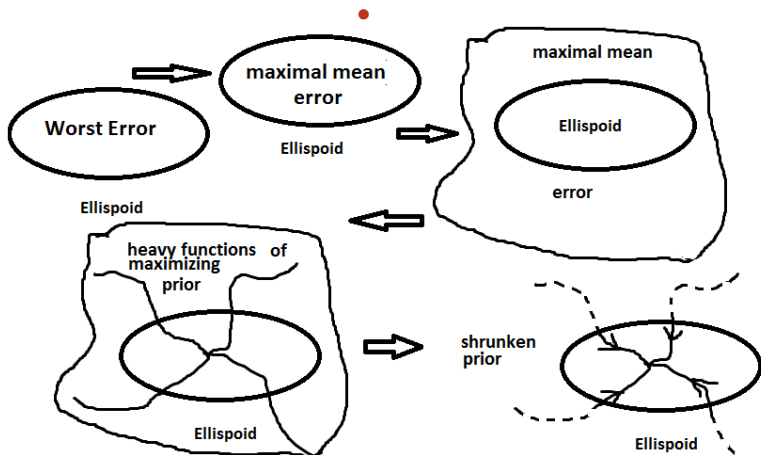 Worst Error
Ellispoid
maximal mean
error
Ellispoid
maximal mean
Ellispoid
error
heavy functions of
maximizing
prior
Ellispoid
shrunken
prior
Ellispoid